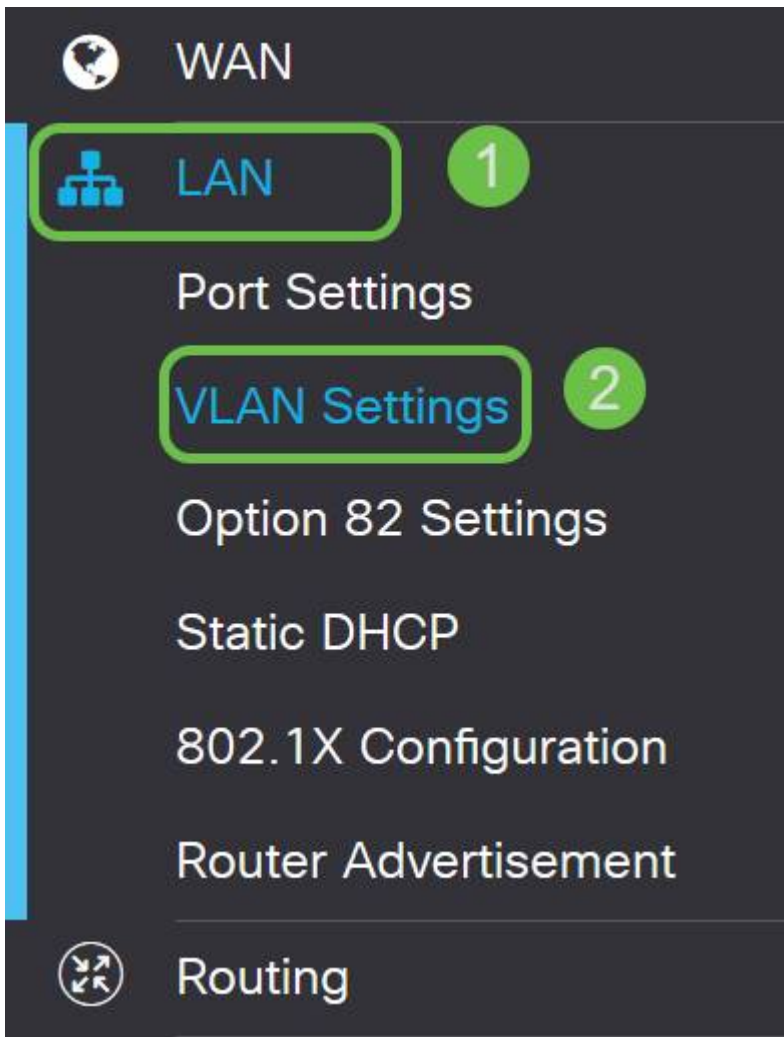 WAN
LAN 1
Port Settings
VLAN Settings 2
Option 82 Settings
Static DHCP
802.1X Configuration
Router Advertisement
Routing